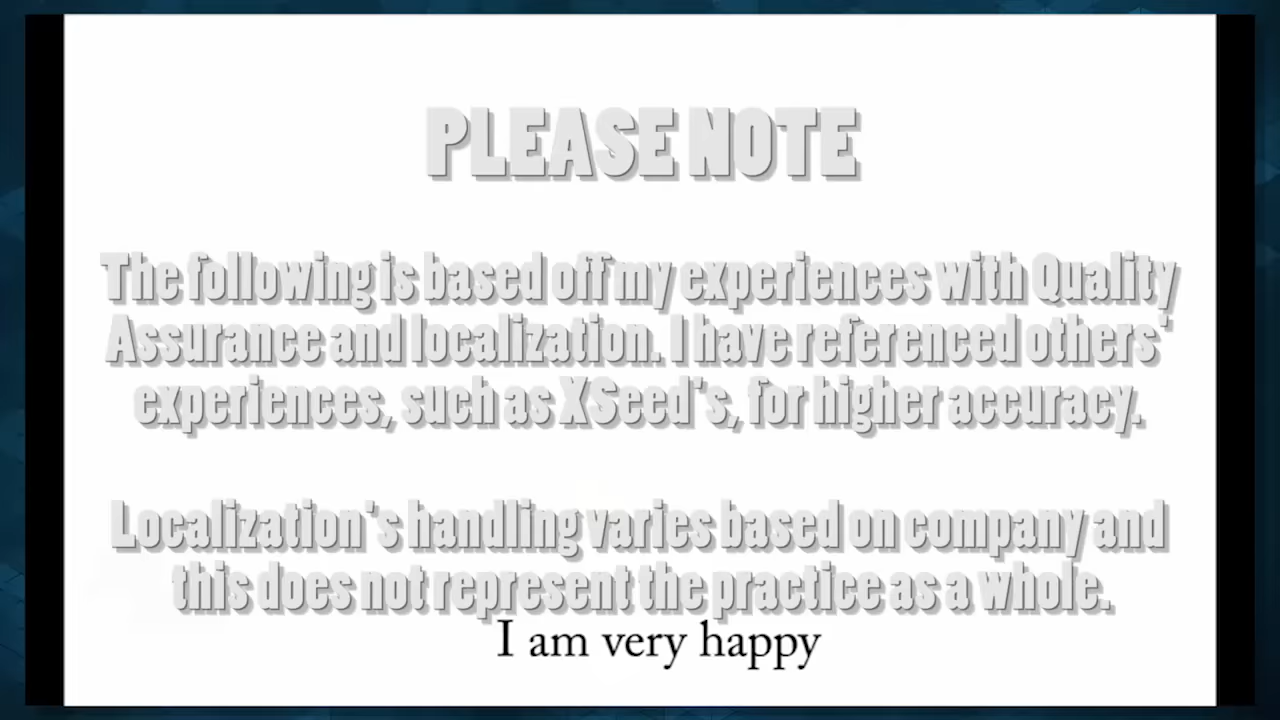 PLEASE NOTE
The following is based off my experiences with Quality
Assurance and localization. I have referenced others'
experiences, such as XSeed's, for higher accuracy.
Localization's handling varies based on company and
this does not represent the practice as a whole.
I am very happy